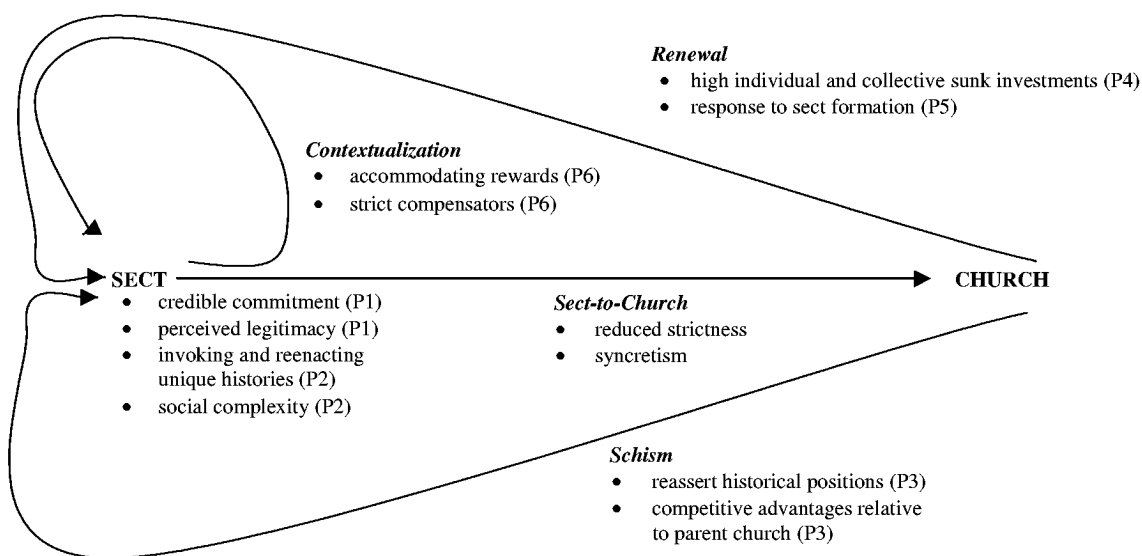 Renewal
• high individual and collective sunk investments (P4)
• response to sect formation (P5)
Contextualization
• accommodating rewards (P6)
• strict compensators (P6)
SECT
• credible commitment (P1)
• perceived legitimacy (P1)
• invoking and reenacting
unique histories (P2)
• social complexity (P2)
Sect-to-Church
• reduced strictness
• syncretism
CHURCH
Schism
• reassert historical positions (P3)
• competitive advantages relative
to parent church (P3)